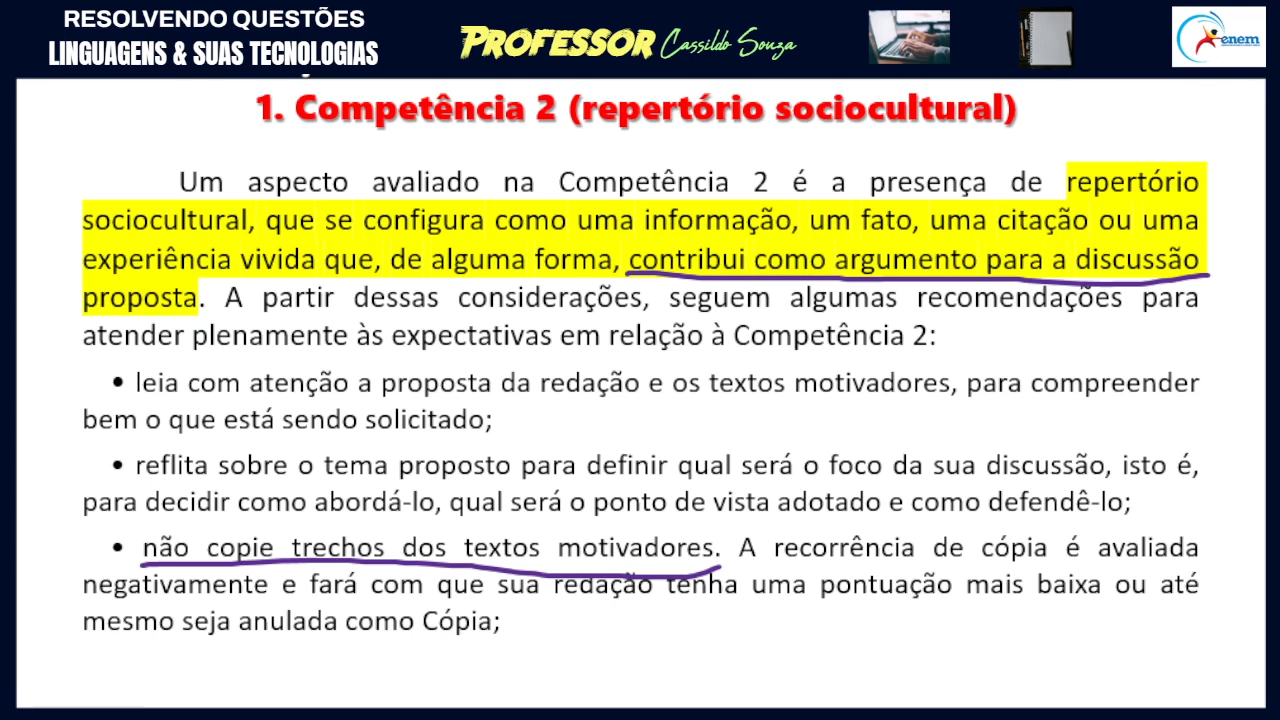 RESOLVENDO QUESTÕES
LINGUAGENS & SUAS TECNOLOGIAS
PROFESSOR Cassildo Souza
enem
1. Competência 2 (repertório sociocultural)
Um aspecto avaliado na Competência 2 é a presença de repertório
sociocultural, que se configura como uma informação, um fato, uma citação ou uma
experiência vivida que, de alguma forma, contribui como argumento para a discussão
proposta. A partir dessas considerações, seguem algumas recomendações para
atender plenamente às expectativas em relação à Competência 2:
• leia com atenção a proposta da redação e os textos motivadores, para compreender
bem o que está sendo solicitado;
• reflita sobre o tema proposto para definir qual será o foco da sua discussão, isto é,
para decidir como abordá-lo, qual será o ponto de vista adotado e como defendê-lo;
• não copie trechos dos textos motivadores. A recorrência de cópia é avaliada
negativamente e fará com que sua redação tenha uma pontuação mais baixa ou até
mesmo seja anulada como Cópia;